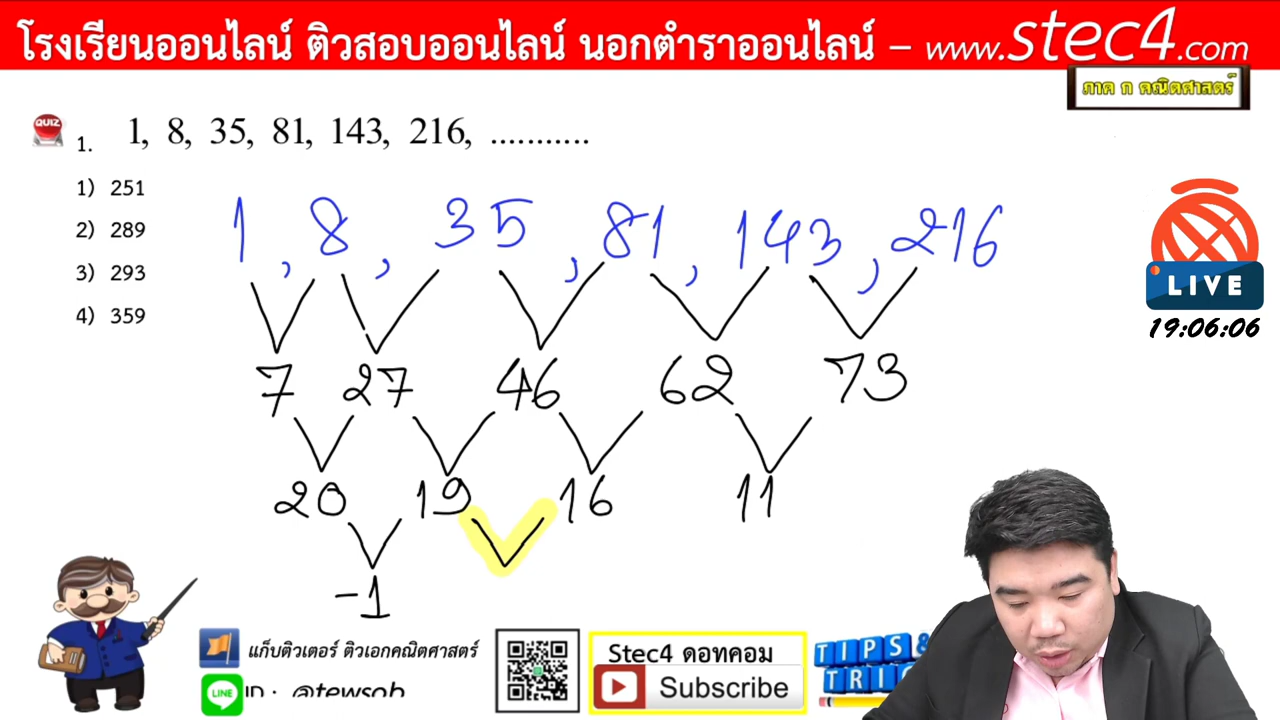 โรงเรียนออนไลน์ ติวสอบออนไลน์ นอกตำราออนไลน์ – www.stec4.com
ภาค ก คณิตศาสตร์
QUIZ
1. 1, 8, 35, 81, 143, 216, ...........
1) 251
2) 289
3) 293
4) 359
1, 8, 35, 81, 143, 216
7 27 46 62 73
20 19 16 11
-1
LIVE
19:06:06
แก็บติวเตอร์ ติวเอกคณิตศาสตร์
LINE ID : @tewsob
Stec4 ดอทคอม
Subscribe
TIPS &